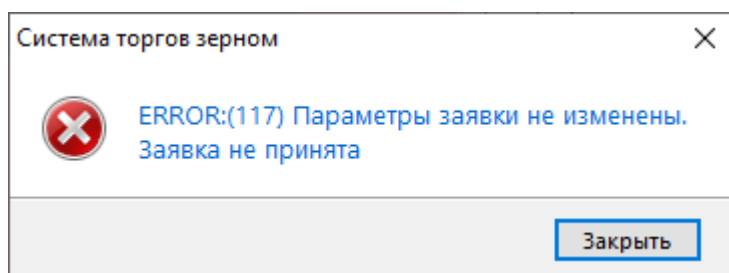 Система торгов зерном
ERROR:(117) Параметры заявки не изменены.
Заявка не принята
Закрыть